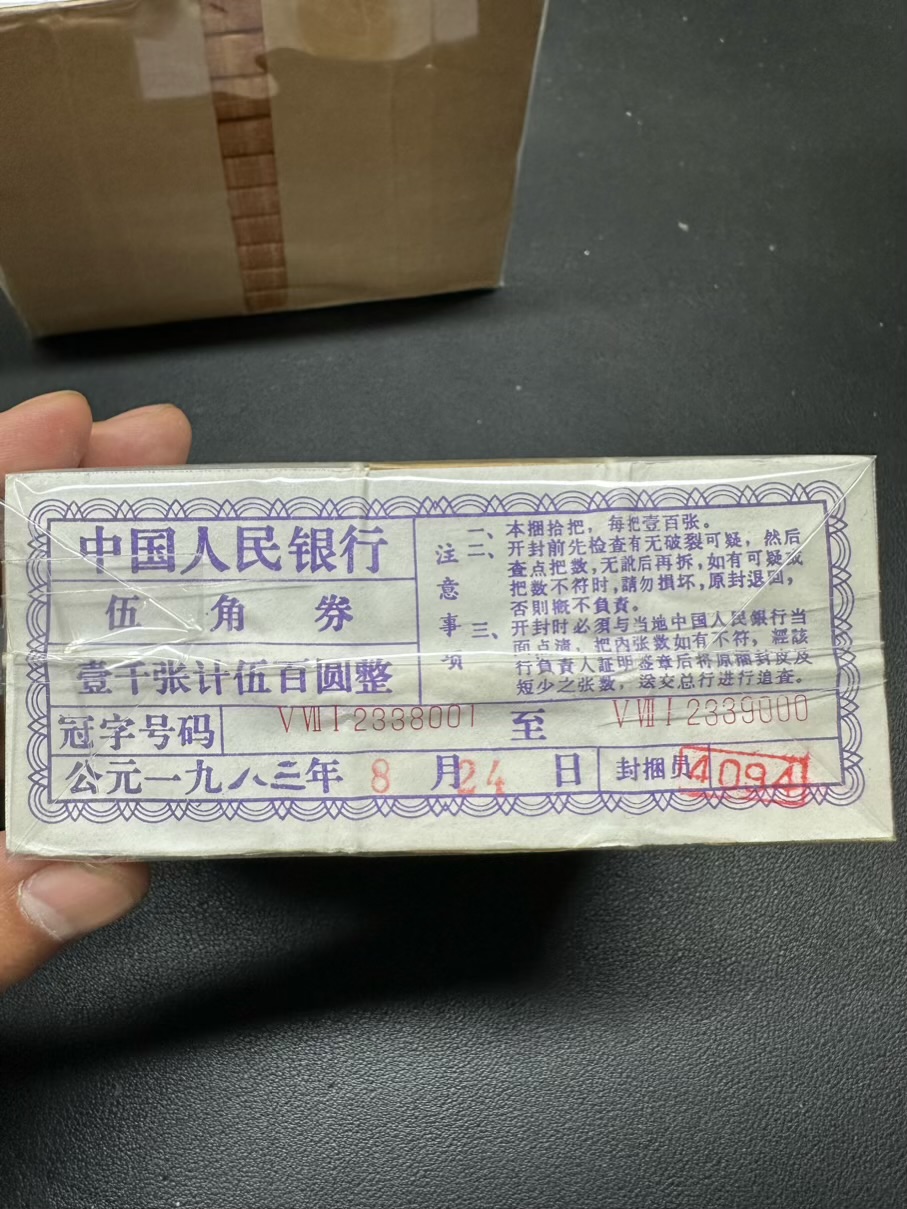 中国人民银行
伍角券
壹千张计伍百圆整
注意事项
一、本捆拾把，每把壹百张。
二、开封前先检查有无破裂可疑，然后
查点把数，无訛后再拆，如有可疑或
把数不符时，請勿損坏，原封退回，
否則概不負責。
三、开封时必须与当地中国人民銀行当
面点清，把內张数如有不符，經該
行負責人証明盖章后将原捆封皮及
短少之张数，送交总行进行追查。
冠字号码 ⅤⅦⅠ2338001 至 ⅤⅦⅠ2339000
公元一九八三年 8 月 24 日 封捆员 4094